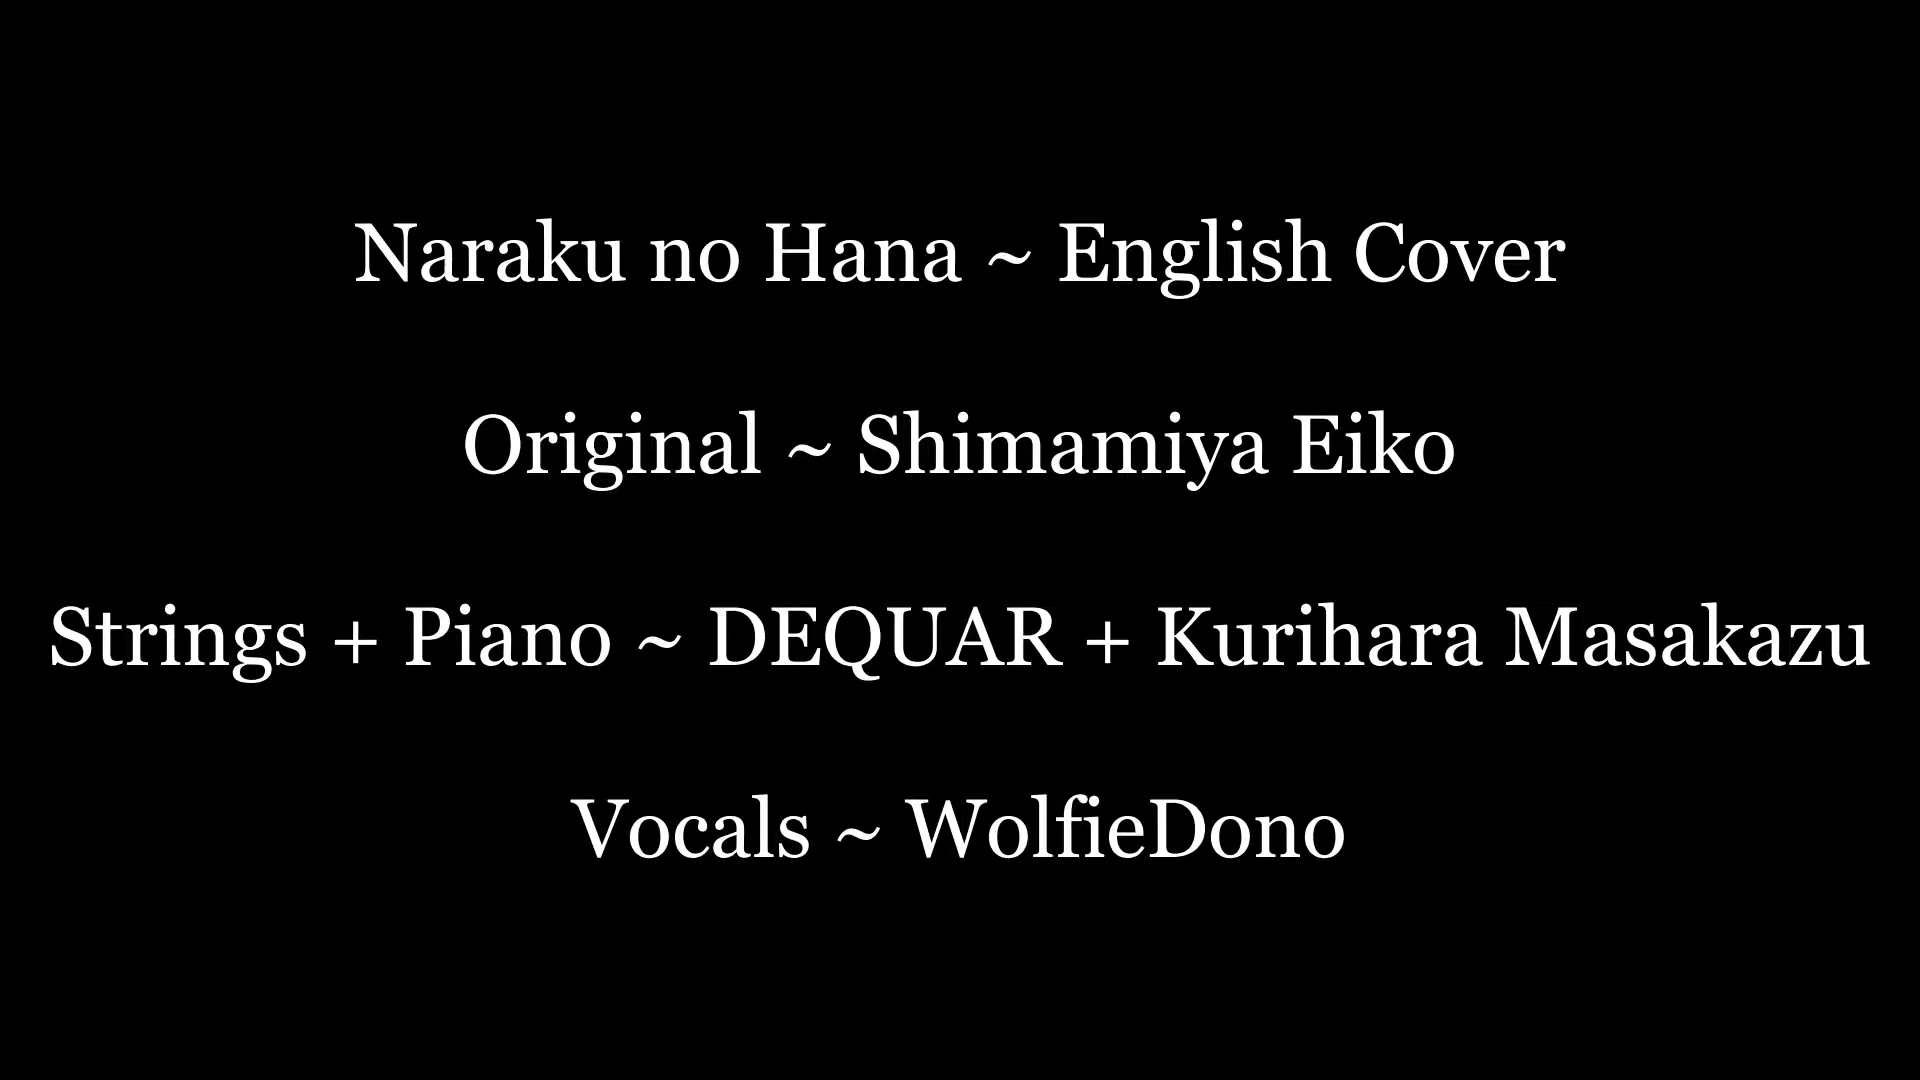 Naraku no Hana ~ English Cover
Original ~ Shimamiya Eiko
Strings + Piano ~ DEQUAR + Kurihara Masakazu
Vocals ~ WolfieDono